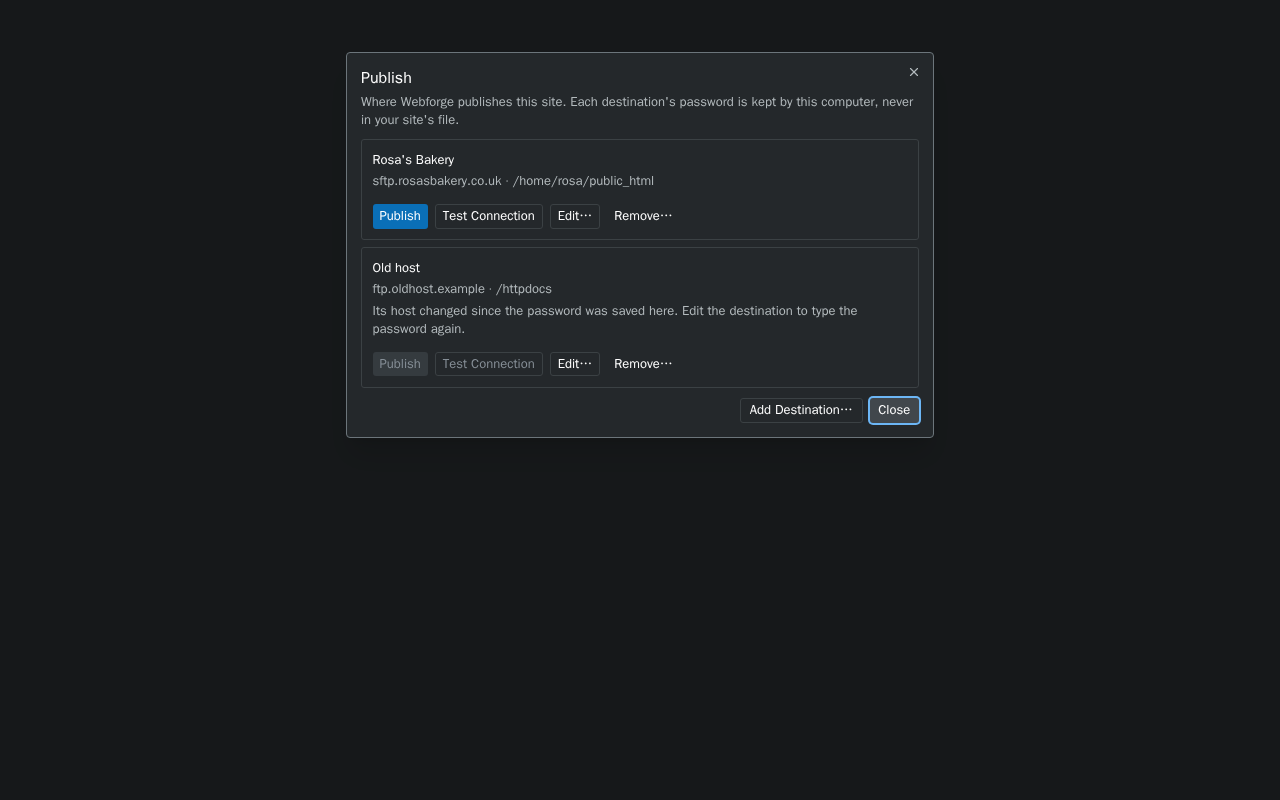 Publish
Where Webforge publishes this site. Each destination's password is kept by this computer, never
in your site's file.
Rosa's Bakery
sftp.rosasbakery.co.uk · /home/rosa/public_html
Publish Test Connection Edit… Remove…
Old host
ftp.oldhost.example · /httpdocs
Its host changed since the password was saved here. Edit the destination to type the
password again.
Publish Test Connection Edit… Remove…
Add Destination… Close